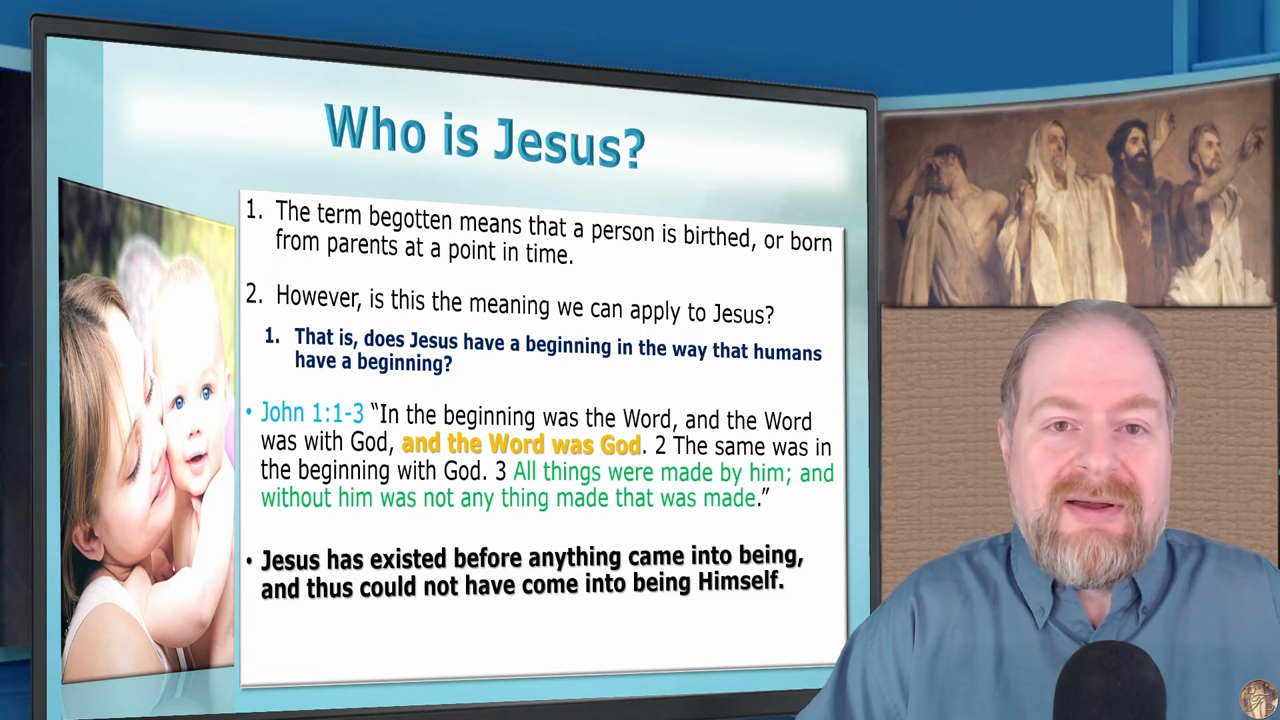 Who is Jesus?
1. The term begotten means that a person is birthed, or born
from parents at a point in time.
2. However, is this the meaning we can apply to Jesus?
1. That is, does Jesus have a beginning in the way that humans
have a beginning?
• John 1:1-3 “In the beginning was the Word, and the Word
was with God, and the Word was God. 2 The same was in
the beginning with God. 3 All things were made by him; and
without him was not any thing made that was made.”
• Jesus has existed before anything came into being,
and thus could not have come into being Himself.